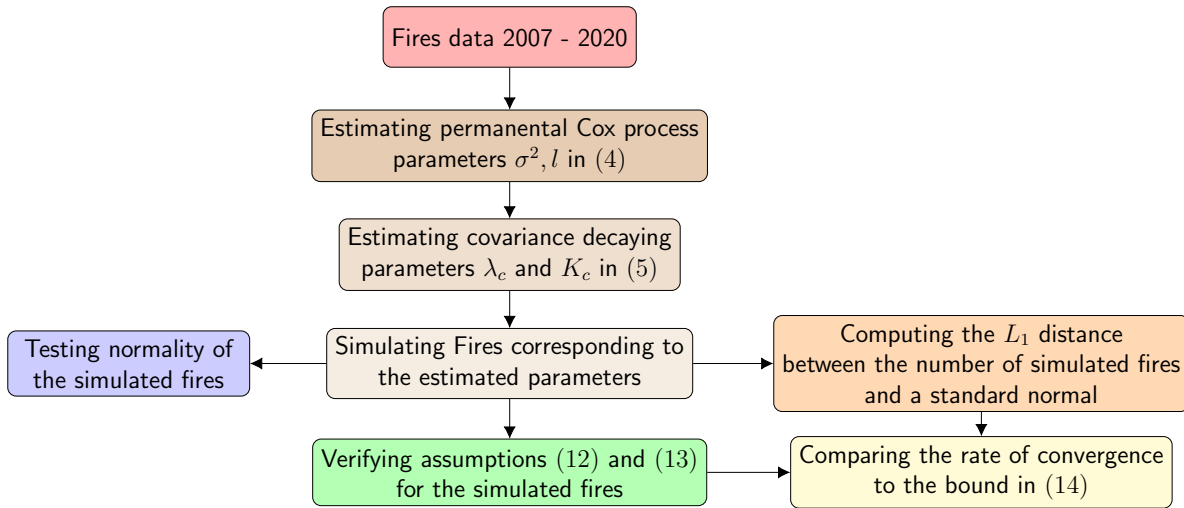 Fires data 2007 - 2020
Estimating permanental Cox process
parameters σ², l in (4)
Estimating covariance decaying
parameters λ_c and K_c in (5)
Testing normality of
the simulated fires
Simulating Fires corresponding to
the estimated parameters
Computing the L₁ distance
between the number of simulated fires
and a standard normal
Verifying assumptions (12) and (13)
for the simulated fires
Comparing the rate of convergence
to the bound in (14)